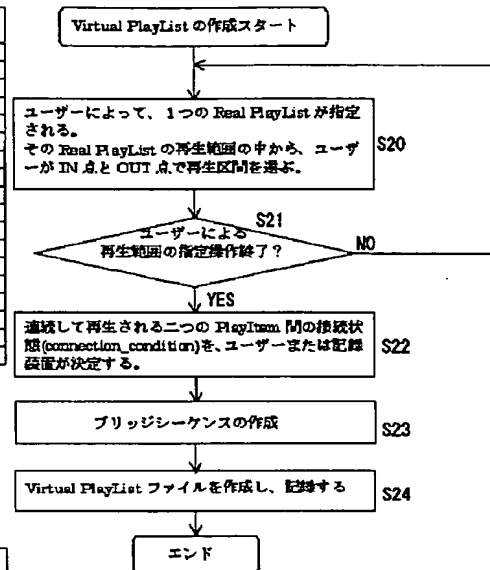 Virtual PlayList の作成スタート
ユーザーによって、1つの Real PlayList が指定
される。
その Real PlayList の再生範囲の中から、ユーザ
ーが IN 点と OUT 点で再生区間を選ぶ。
S20
S21
ユーザーによる
再生範囲の指定操作終了？
NO
YES
連続して再生される二つの PlayItem 間の接続状
態(connection_condition)を、ユーザーまたは記録
装置が決定する。
S22
ブリッジシーケンスの作成
S23
Virtual PlayList ファイルを作成し、記録する
S24
エンド